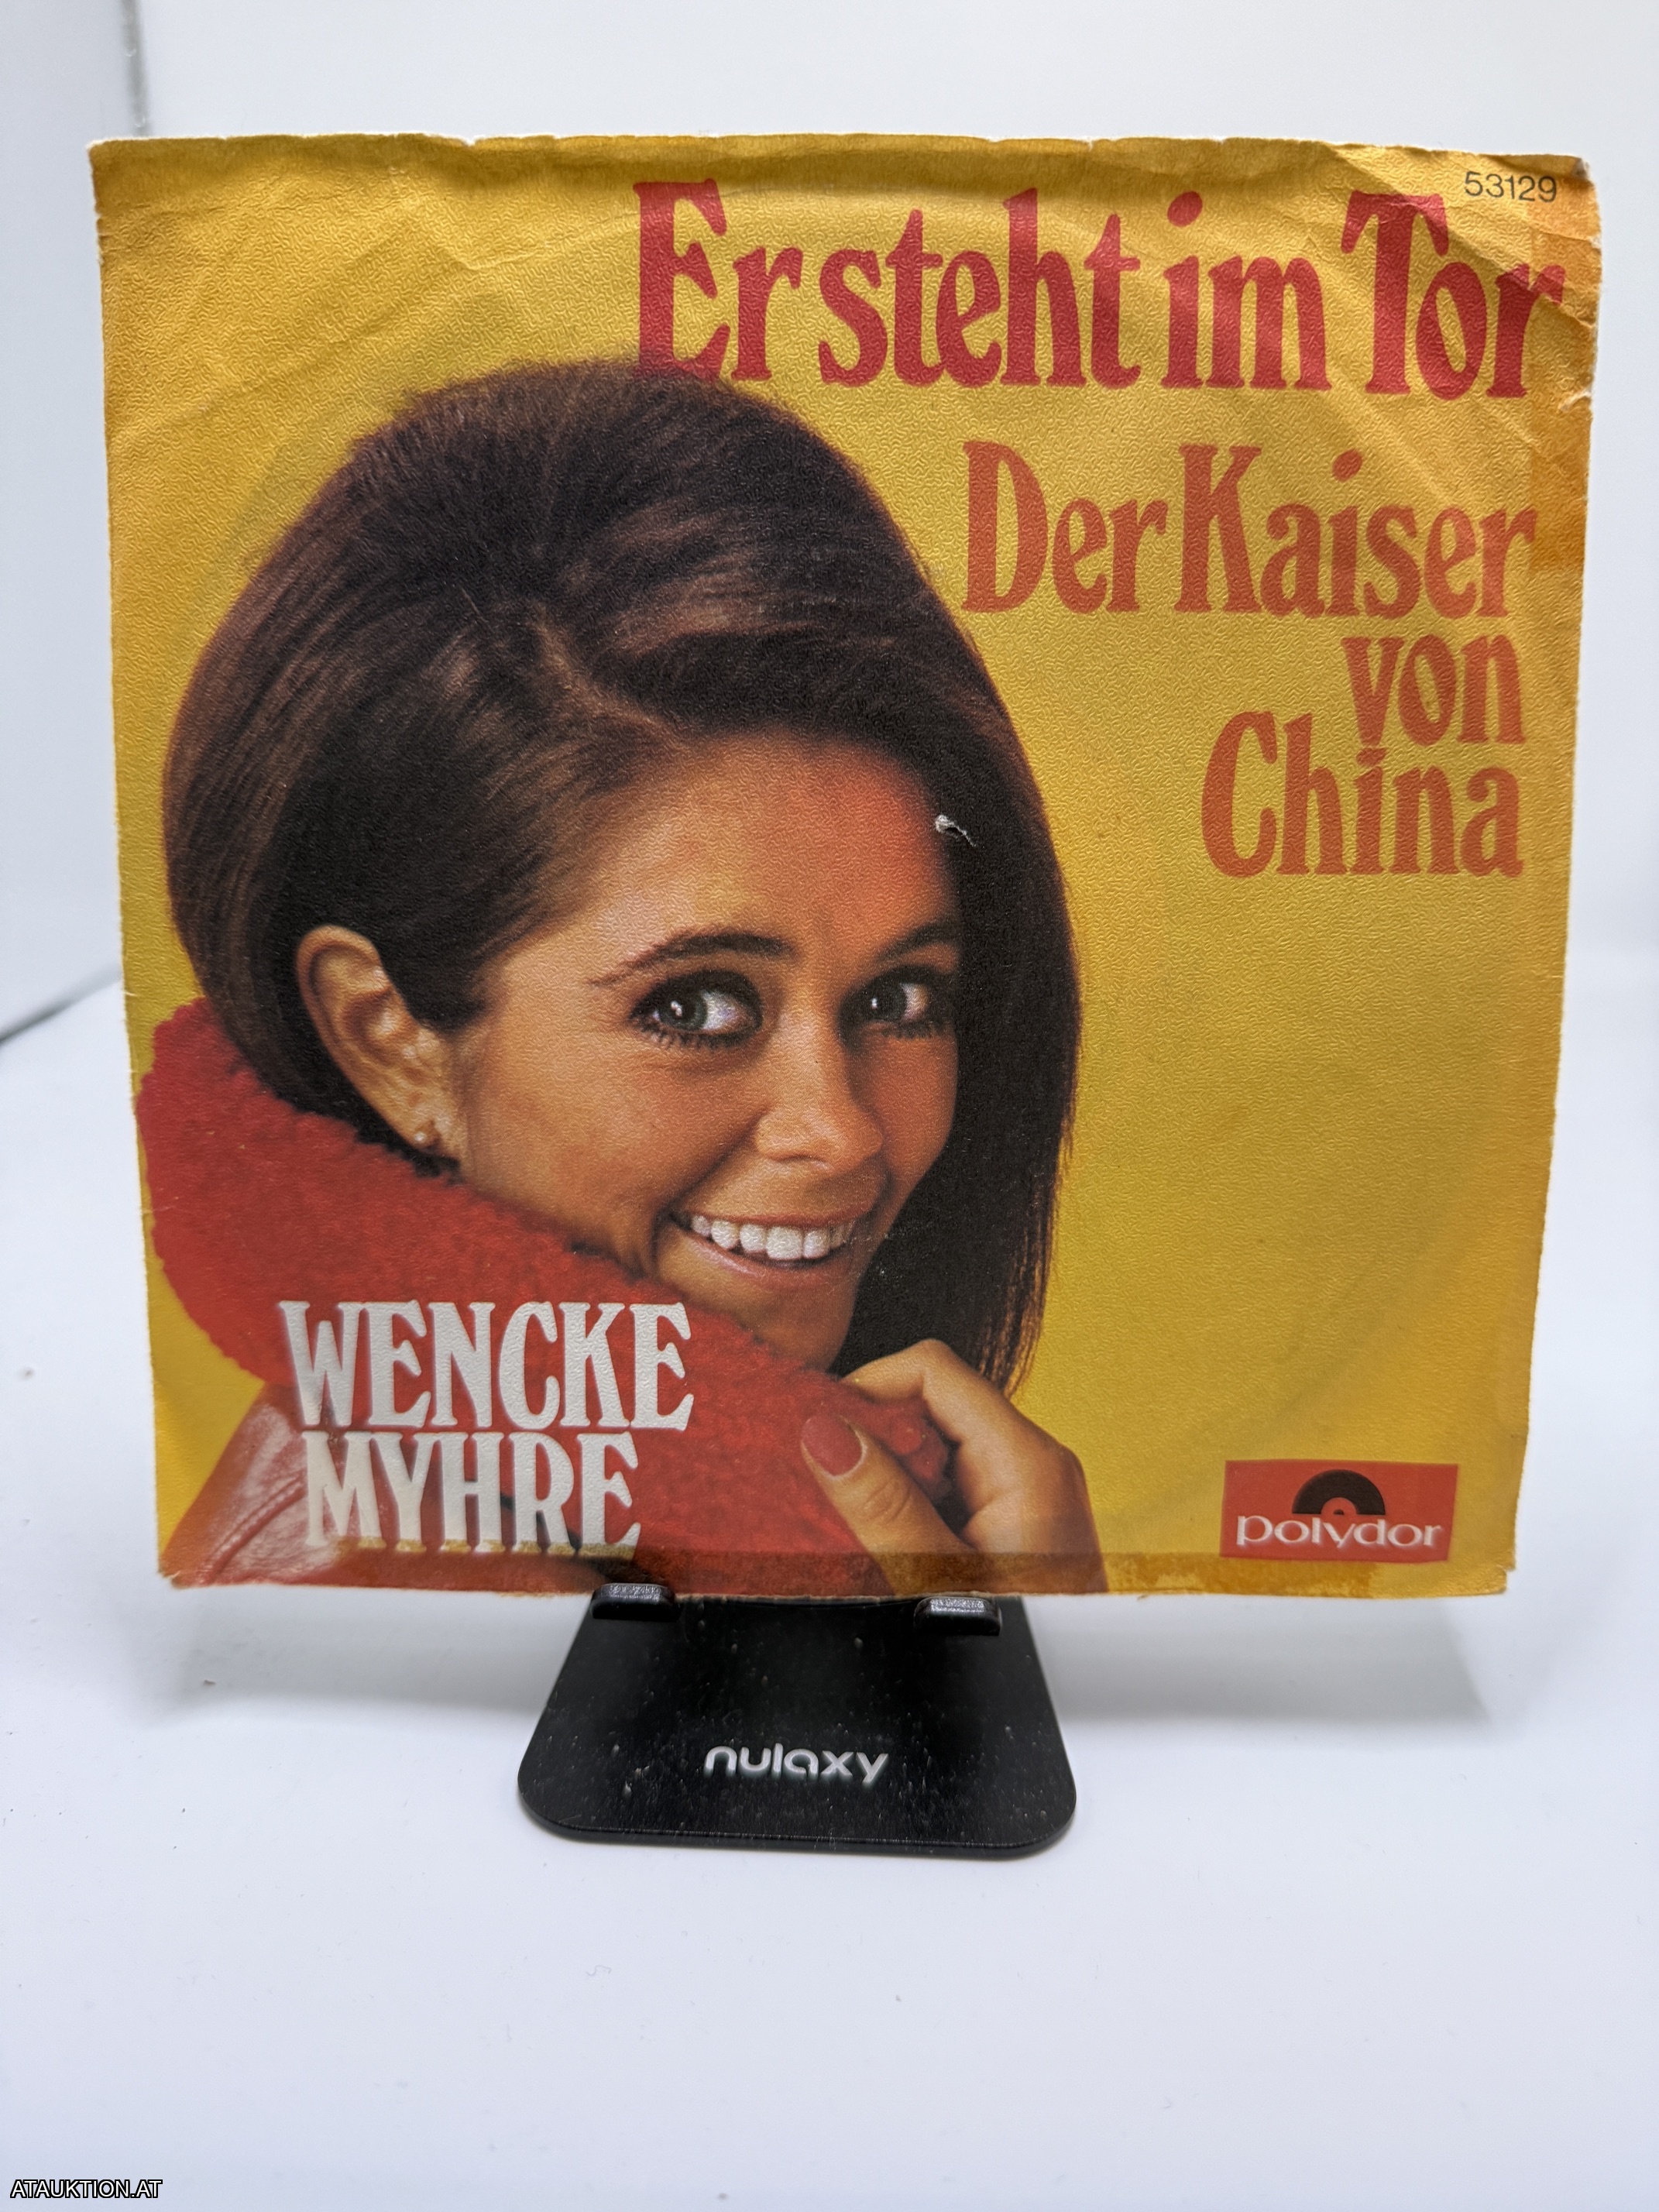 53129
Er steht im Tor
Der Kaiser
von
China
WENCKE
MYHRE
polydor
nulaxy
ATAUKTION.AT